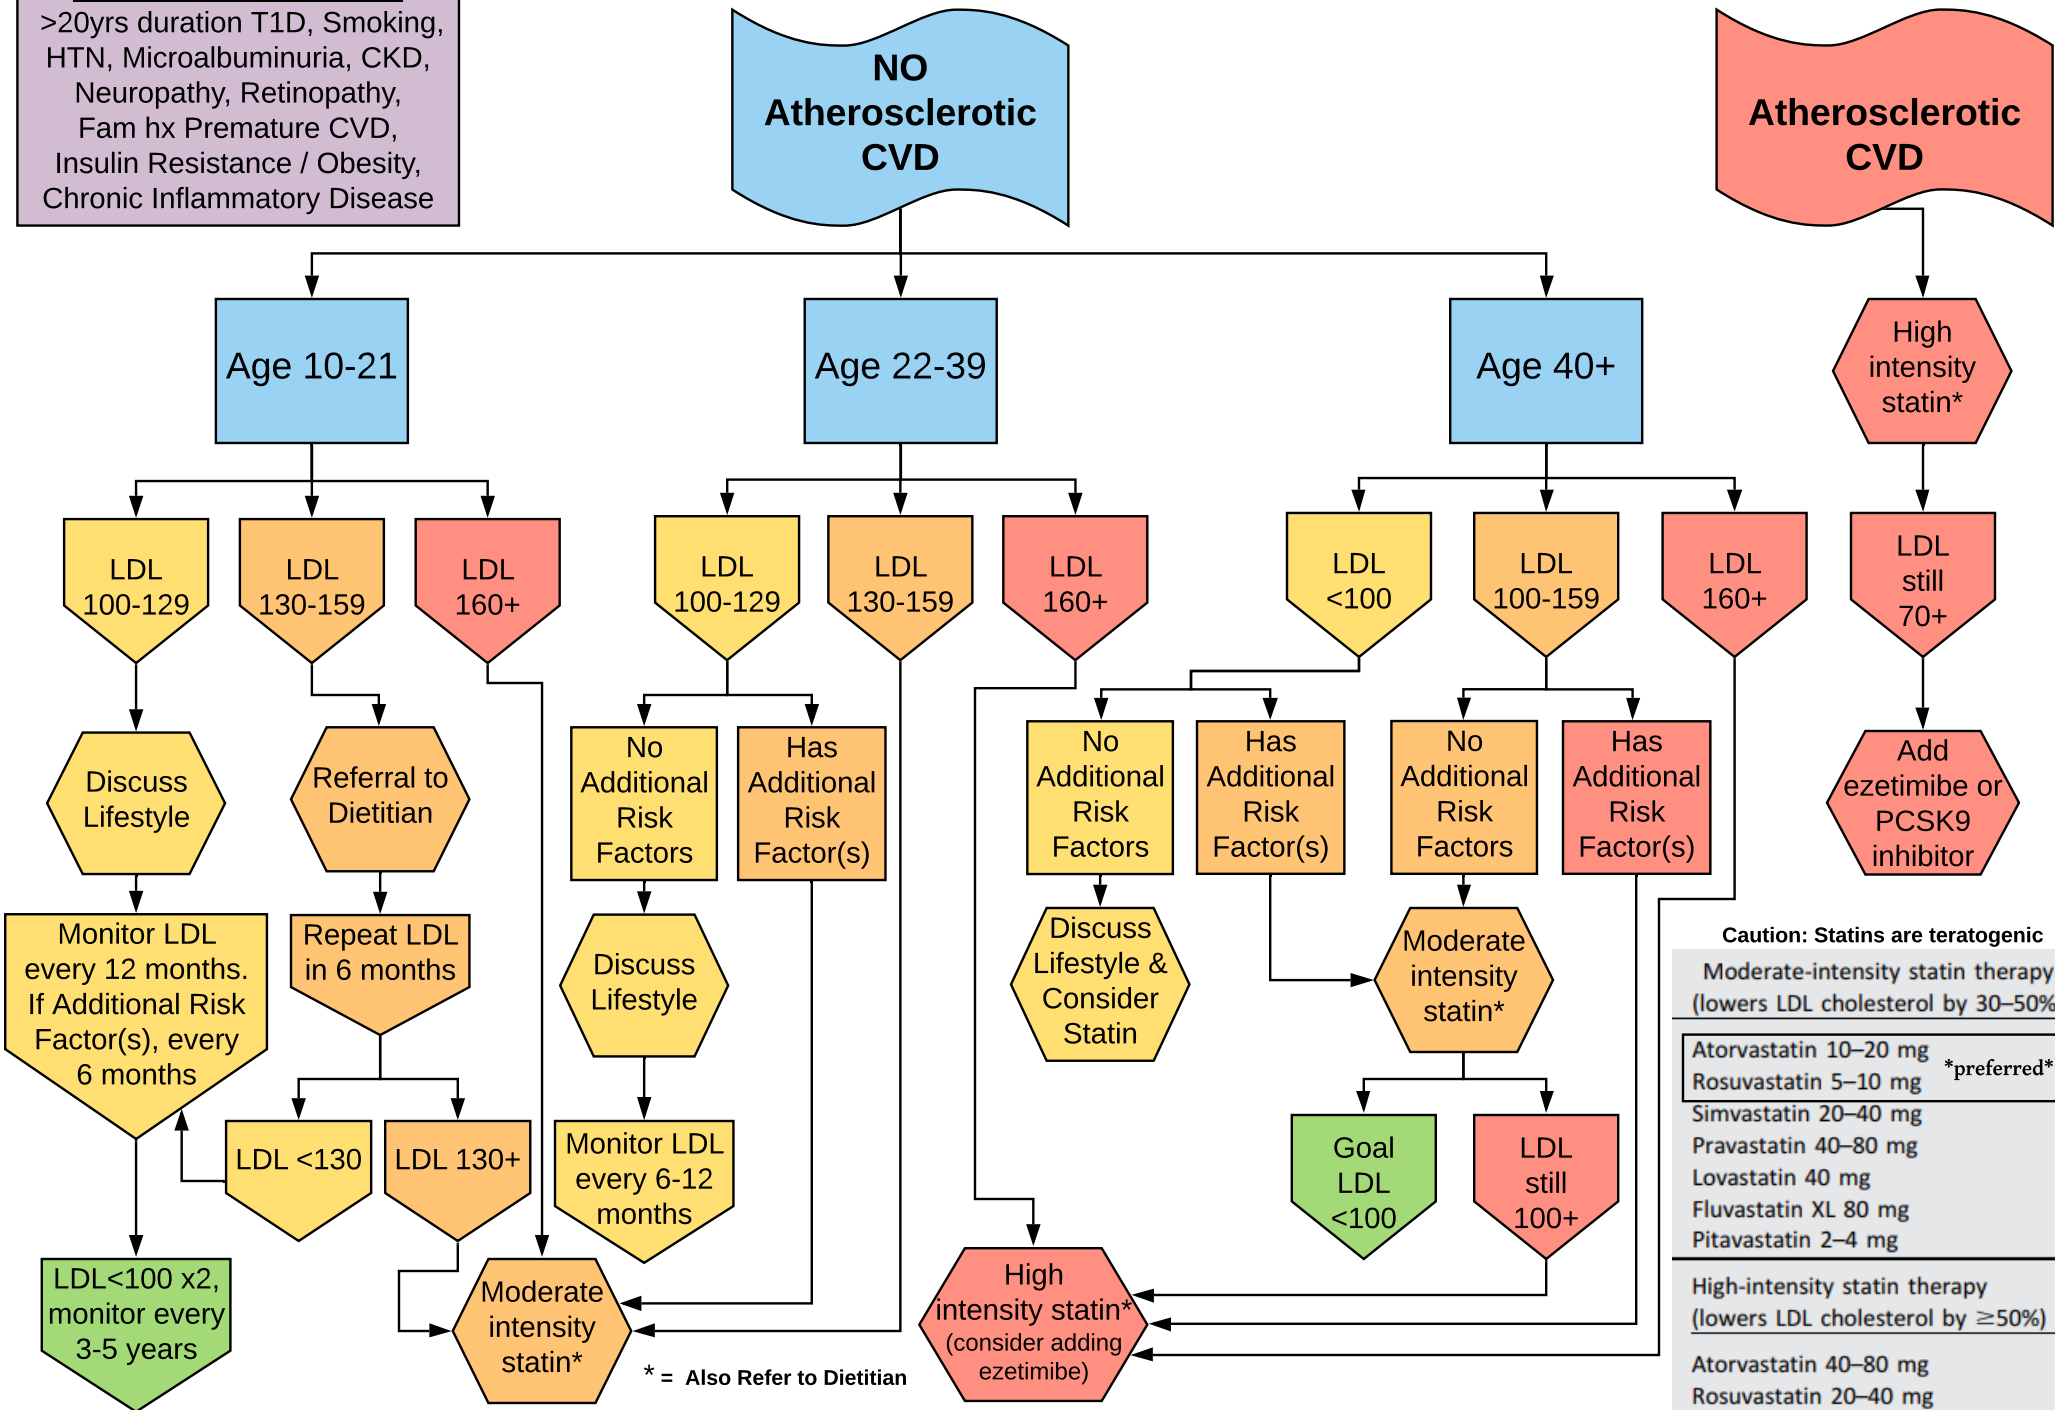 >20yrs duration T1D, Smoking,
HTN, Microalbuminuria, CKD,
Neuropathy, Retinopathy,
Fam hx Premature CVD,
Insulin Resistance / Obesity,
Chronic Inflammatory Disease
NO
Atherosclerotic
CVD
Atherosclerotic
CVD
Age 10-21
Age 22-39
Age 40+
High
intensity
statin*
LDL
100-129
LDL
130-159
LDL
160+
LDL
100-129
LDL
130-159
LDL
160+
LDL
<100
LDL
100-159
LDL
160+
LDL
still
70+
Discuss
Lifestyle
Referral to
Dietitian
No
Additional
Risk
Factors
Has
Additional
Risk
Factor(s)
No
Additional
Risk
Factors
Has
Additional
Risk
Factor(s)
No
Additional
Risk
Factors
Has
Additional
Risk
Factor(s)
Add
ezetimibe or
PCSK9
inhibitor
Monitor LDL
every 12 months.
If Additional Risk
Factor(s), every
6 months
Repeat LDL
in 6 months
Discuss
Lifestyle
Discuss
Lifestyle &
Consider
Statin
Moderate
intensity
statin*
LDL <130
LDL 130+
Monitor LDL
every 6-12
months
Goal
LDL
<100
LDL
still
100+
LDL<100 x2,
monitor every
3-5 years
Moderate
intensity
statin*
* = Also Refer to Dietitian
High
intensity statin*
(consider adding
ezetimibe)
Caution: Statins are teratogenic
Moderate-intensity statin therapy
(lowers LDL cholesterol by 30–50%
Atorvastatin 10–20 mg
*preferred*
Rosuvastatin 5–10 mg
Simvastatin 20–40 mg
Pravastatin 40–80 mg
Lovastatin 40 mg
Fluvastatin XL 80 mg
Pitavastatin 2–4 mg
High-intensity statin therapy
(lowers LDL cholesterol by ≥50%)
Atorvastatin 40–80 mg
Rosuvastatin 20–40 mg